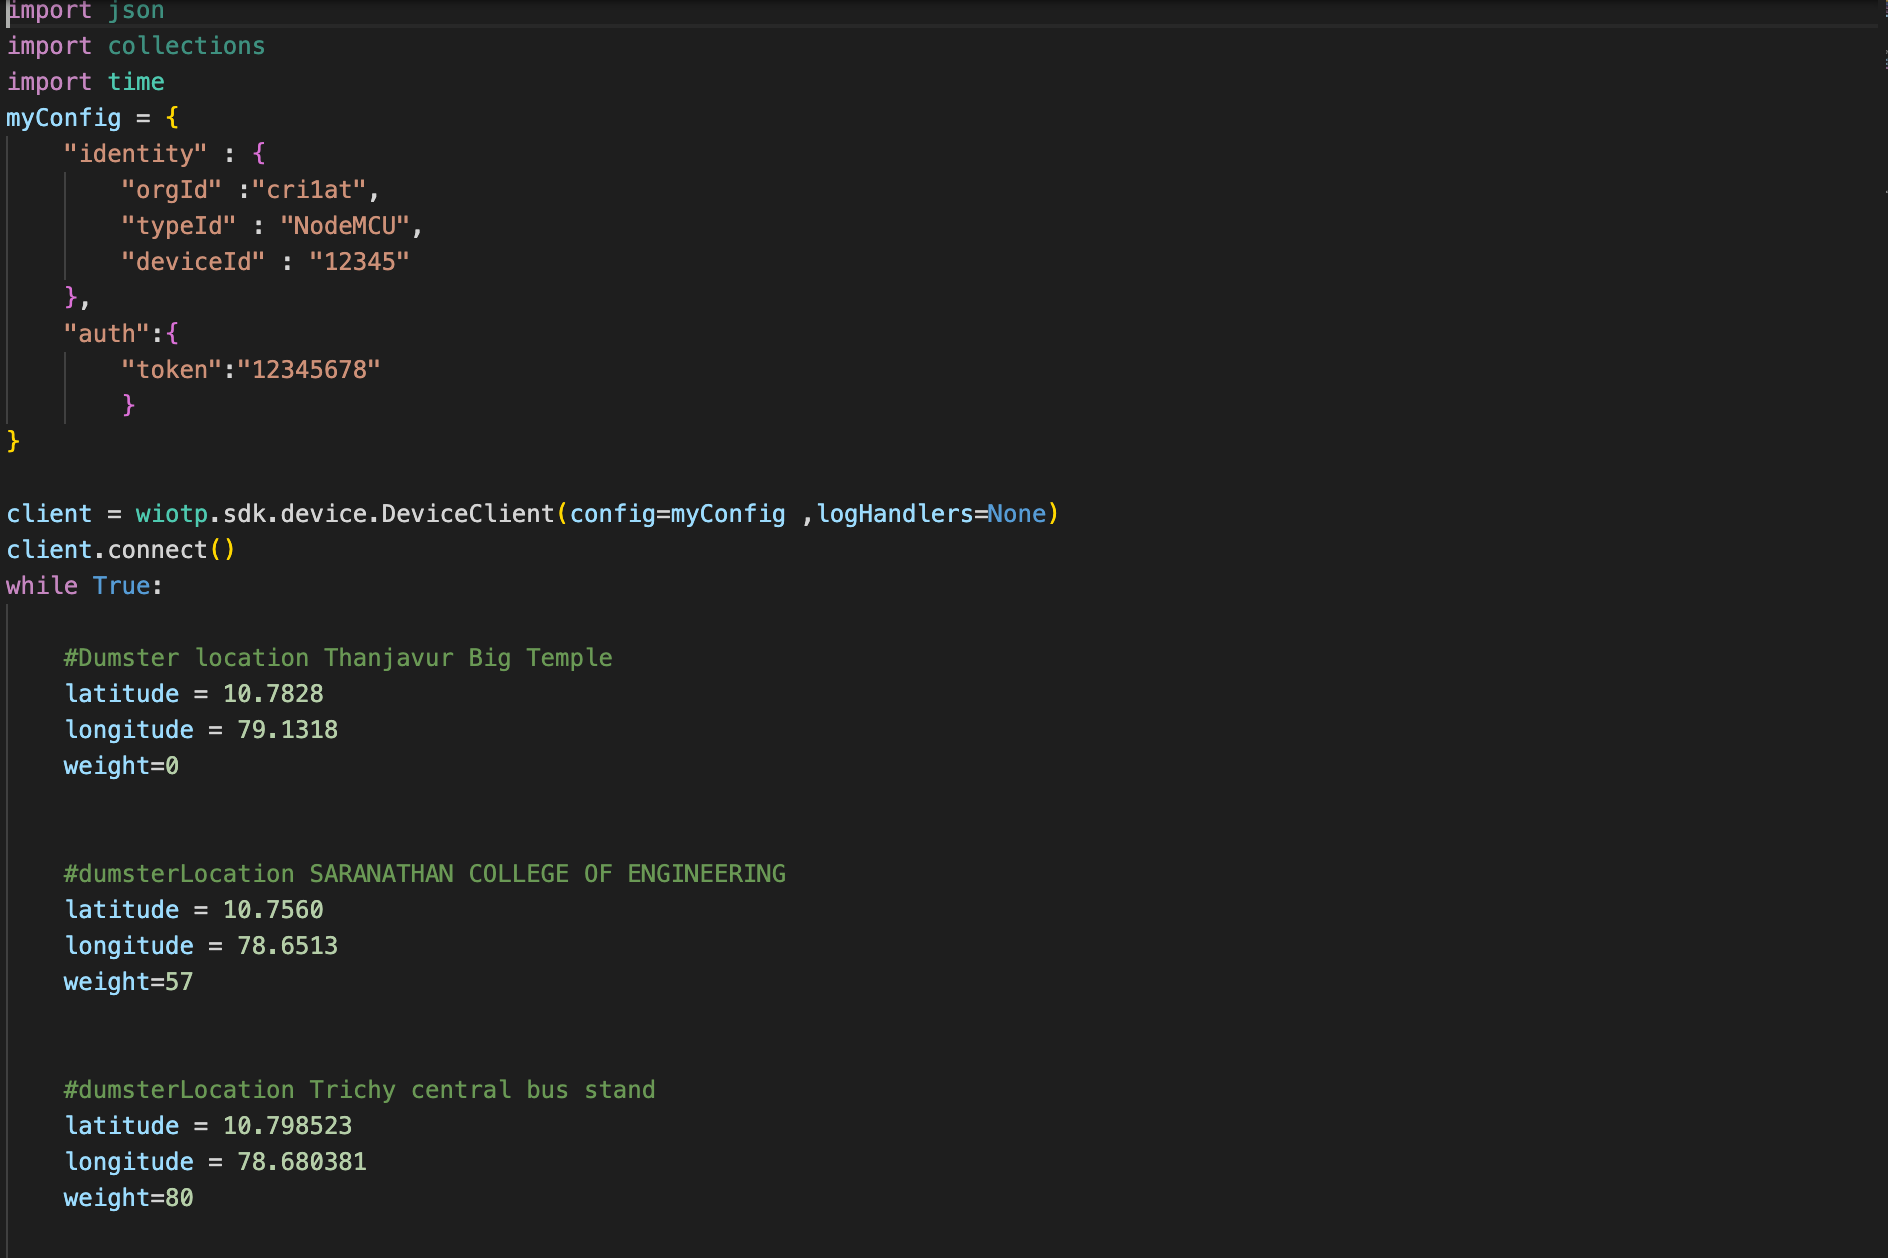 import json
import collections
import time
myConfig = {
    "identity" : {
        "orgId" :"cri1at",
        "typeId" : "NodeMCU",
        "deviceId" : "12345"
    },
    "auth":{
        "token":"12345678"
        }
}
client = wiotp.sdk.device.DeviceClient(config=myConfig ,logHandlers=None)
client.connect()
while True:
    #Dumster location Thanjavur Big Temple
    latitude = 10.7828
    longitude = 79.1318
    weight=0
    #dumsterLocation SARANATHAN COLLEGE OF ENGINEERING
    latitude = 10.7560
    longitude = 78.6513
    weight=57
    #dumsterLocation Trichy central bus stand
    latitude = 10.798523
    longitude = 78.680381
    weight=80